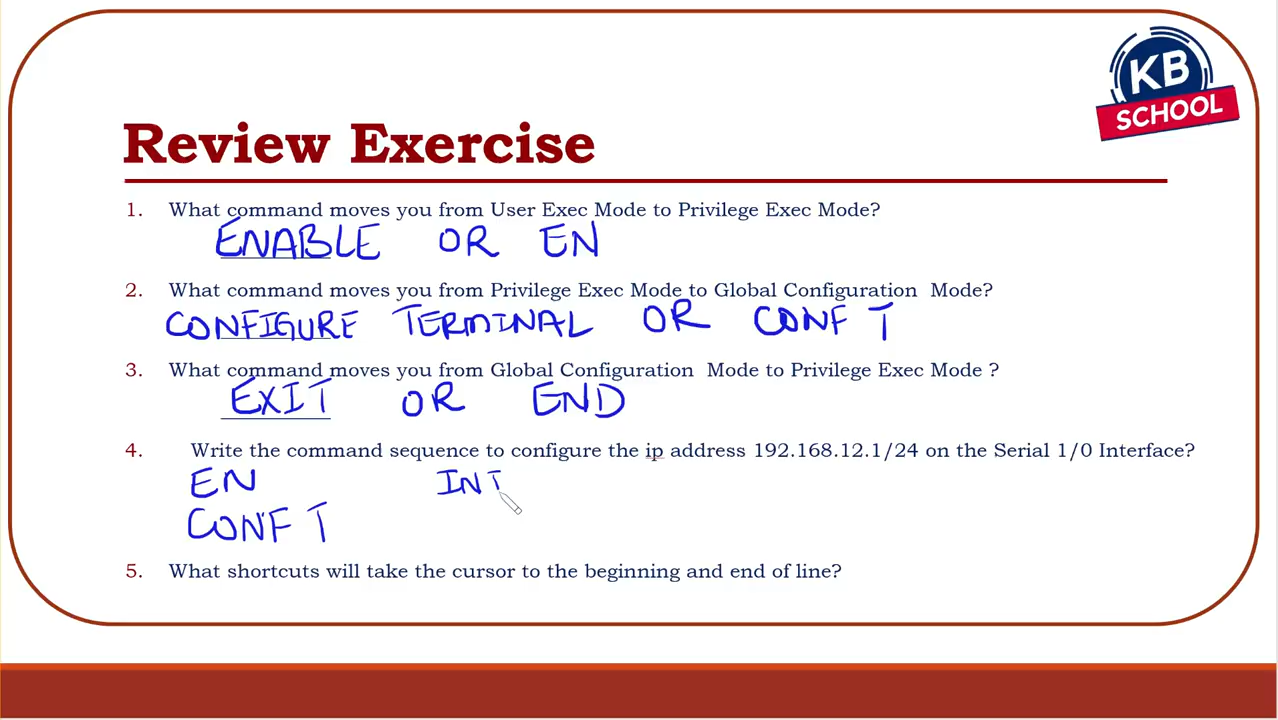 KB
SCHOOL
Review Exercise
1. What command moves you from User Exec Mode to Privilege Exec Mode?
ENABLE OR EN
2. What command moves you from Privilege Exec Mode to Global Configuration Mode?
CONFIGURE TERMINAL OR CONF T
3. What command moves you from Global Configuration Mode to Privilege Exec Mode ?
EXIT OR END
4. Write the command sequence to configure the ip address 192.168.12.1/24 on the Serial 1/0 Interface?
EN INT
CONF T
5. What shortcuts will take the cursor to the beginning and end of line?